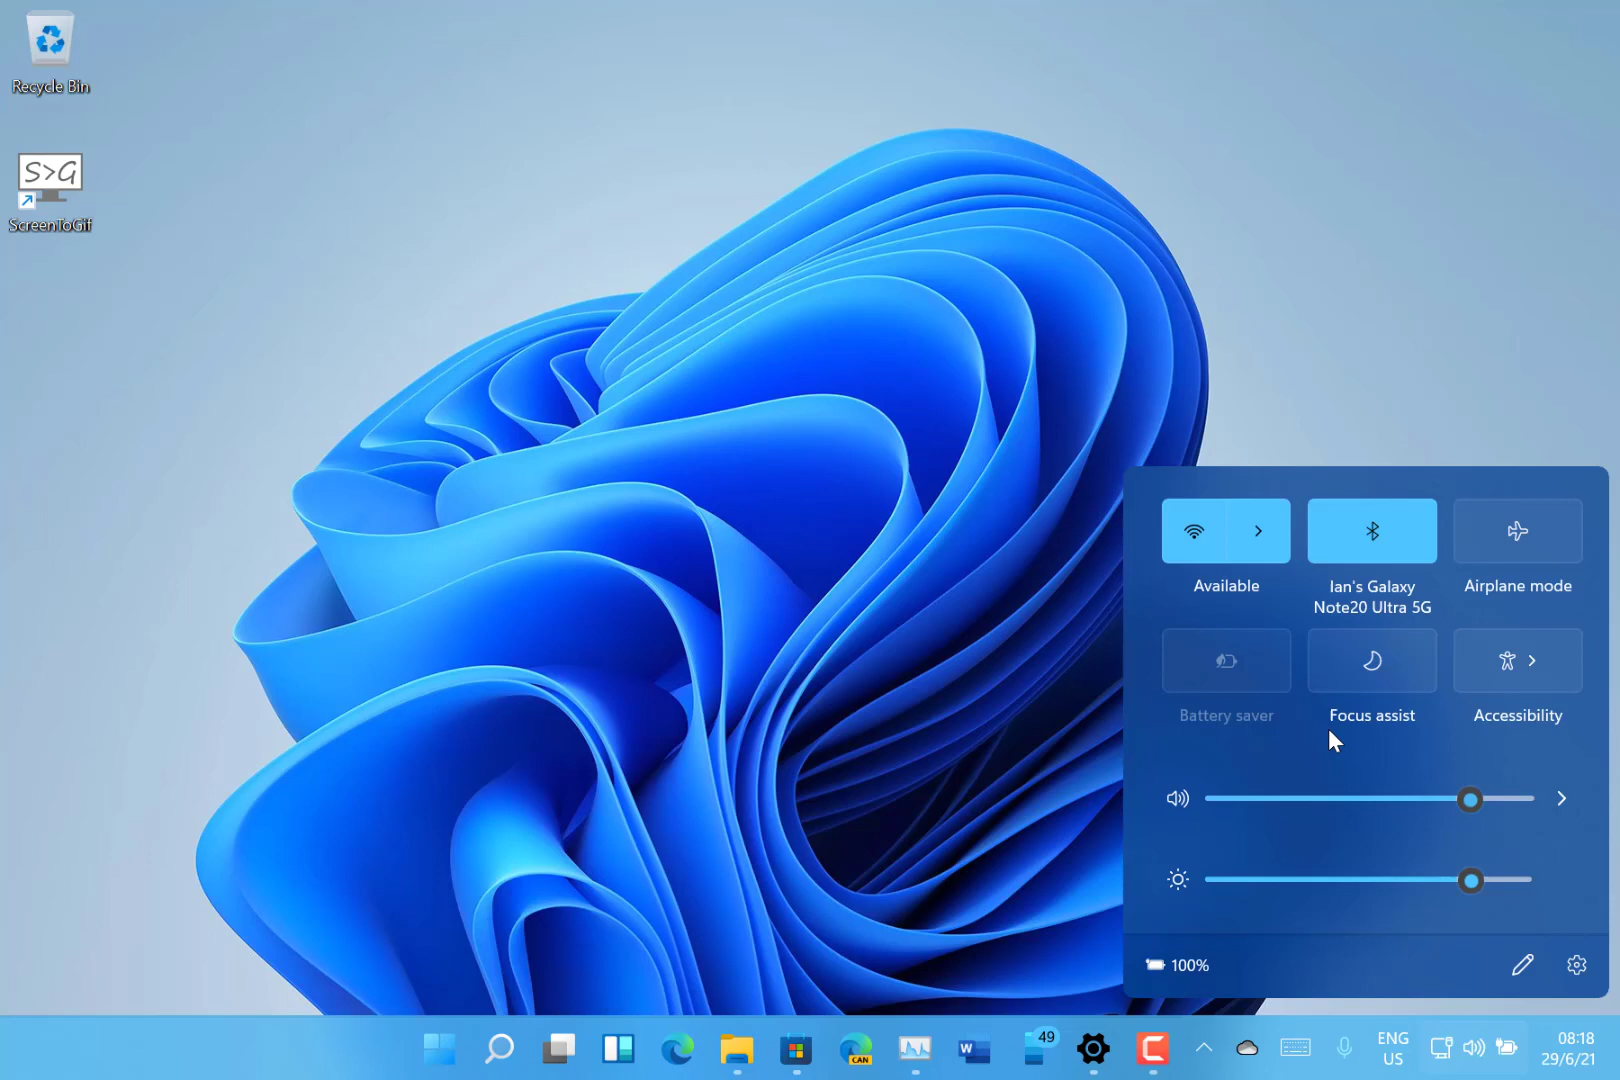 Recycle Bin
S>G
ScreenToGif
Available
Ian's Galaxy
Note20 Ultra 5G
Airplane mode
Battery saver
Focus assist
Accessibility
100%
CAN
W
49
ENG
US
08:18
29/6/21